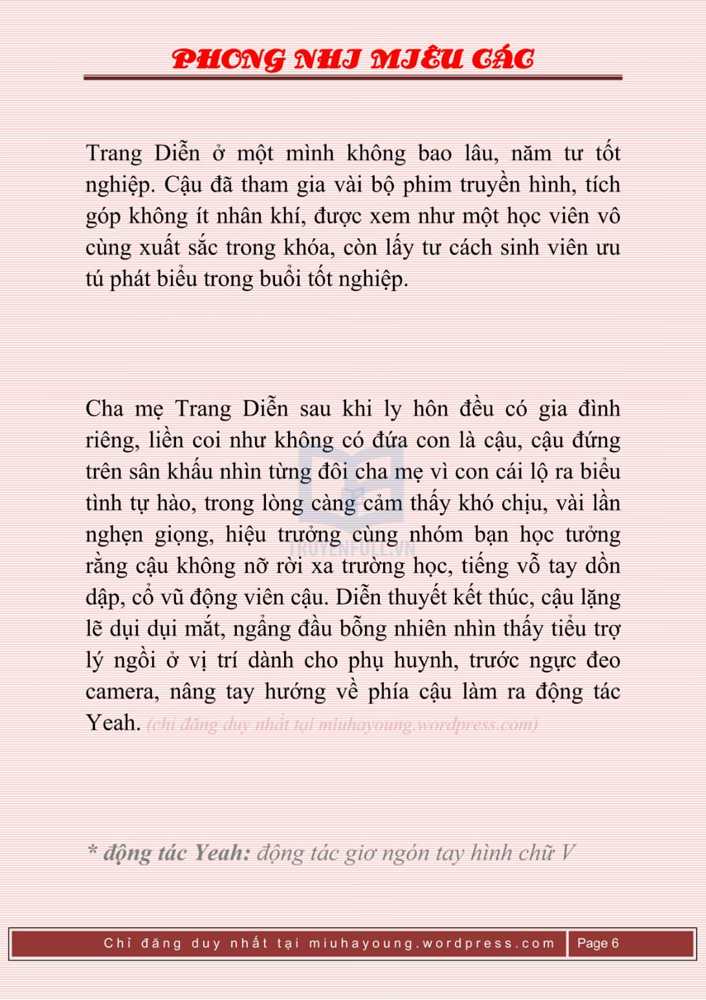 PHONG NHI MIÊU CÁC
Trang Diễn ở một mình không bao lâu, năm tư tốt
nghiệp. Cậu đã tham gia vài bộ phim truyền hình, tích
góp không ít nhân khí, được xem như một học viên vô
cùng xuất sắc trong khóa, còn lấy tư cách sinh viên ưu
tú phát biểu trong buổi tốt nghiệp.
Cha mẹ Trang Diễn sau khi ly hôn đều có gia đình
riêng, liền coi như không có đứa con là cậu, cậu đứng
trên sân khấu nhìn từng đôi cha mẹ vì con cái lộ ra biểu
tình tự hào, trong lòng càng cảm thấy khó chịu, vài lần
nghẹn giọng, hiệu trưởng cùng nhóm bạn học tưởng
TRUYENFULL.VN
rằng cậu không nỡ rời xa trường học, tiếng vỗ tay dồn
dập, cổ vũ động viên cậu. Diễn thuyết kết thúc, cậu lặng
lẽ dụi dụi mắt, ngẩng đầu bỗng nhiên nhìn thấy tiểu trợ
lý ngồi ở vị trí dành cho phụ huynh, trước ngực đeo
camera, nâng tay hướng về phía cậu làm ra động tác
Yeah. (chỉ đăng duy nhất tại miuhayoung.wordpress.com)
* động tác Yeah: động tác giơ ngón tay hình chữ V
Chỉ đăng duy nhất tại miuhayoung.wordpress.com Page 6